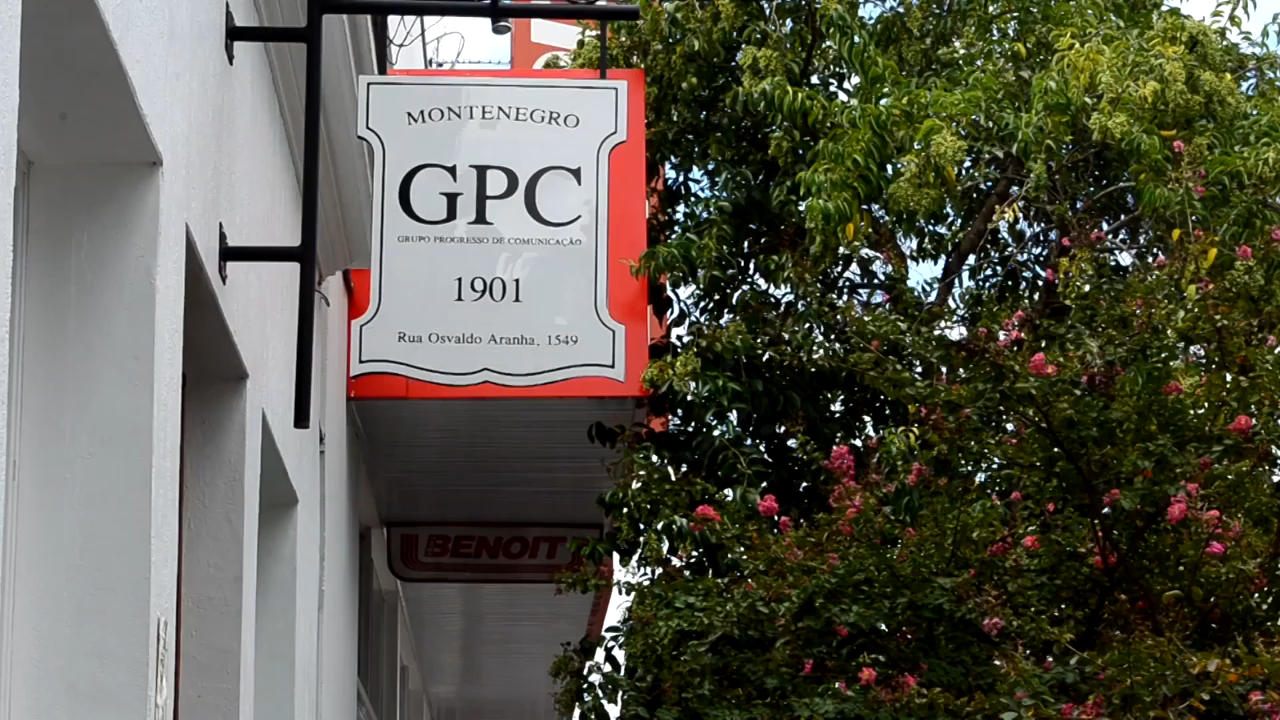 MONTENEGRO
GPC
GRUPO PROGRESSO DE COMUNICAÇÃO
1901
Rua Osvaldo Aranha, 1549
BENOIT